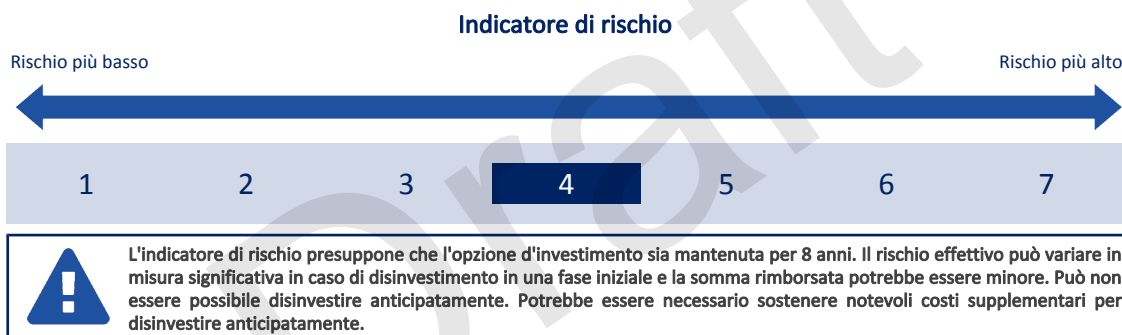 Indicatore di rischio
Rischio più basso
Rischio più alto
1 2 3 4 5 6 7
L'indicatore di rischio presuppone che l'opzione d'investimento sia mantenuta per 8 anni. Il rischio effettivo può variare in
misura significativa in caso di disinvestimento in una fase iniziale e la somma rimborsata potrebbe essere minore. Può non
essere possibile disinvestire anticipatamente. Potrebbe essere necessario sostenere notevoli costi supplementari per
disinvestire anticipatamente.
Draft